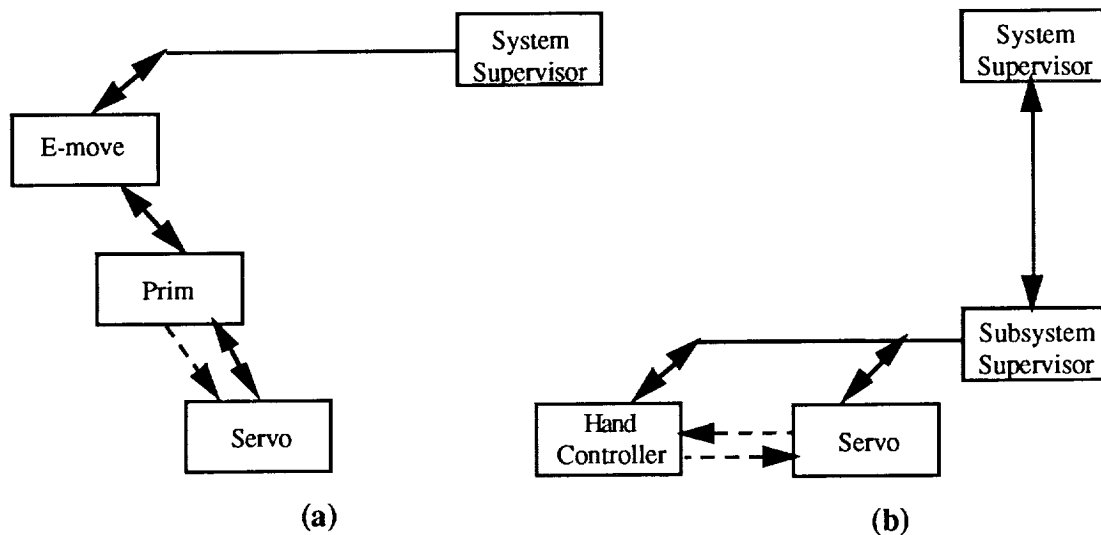 System
Supervisor
E-move
Prim
Servo
(a)
System
Supervisor
Subsystem
Supervisor
Hand
Controller
Servo
(b)